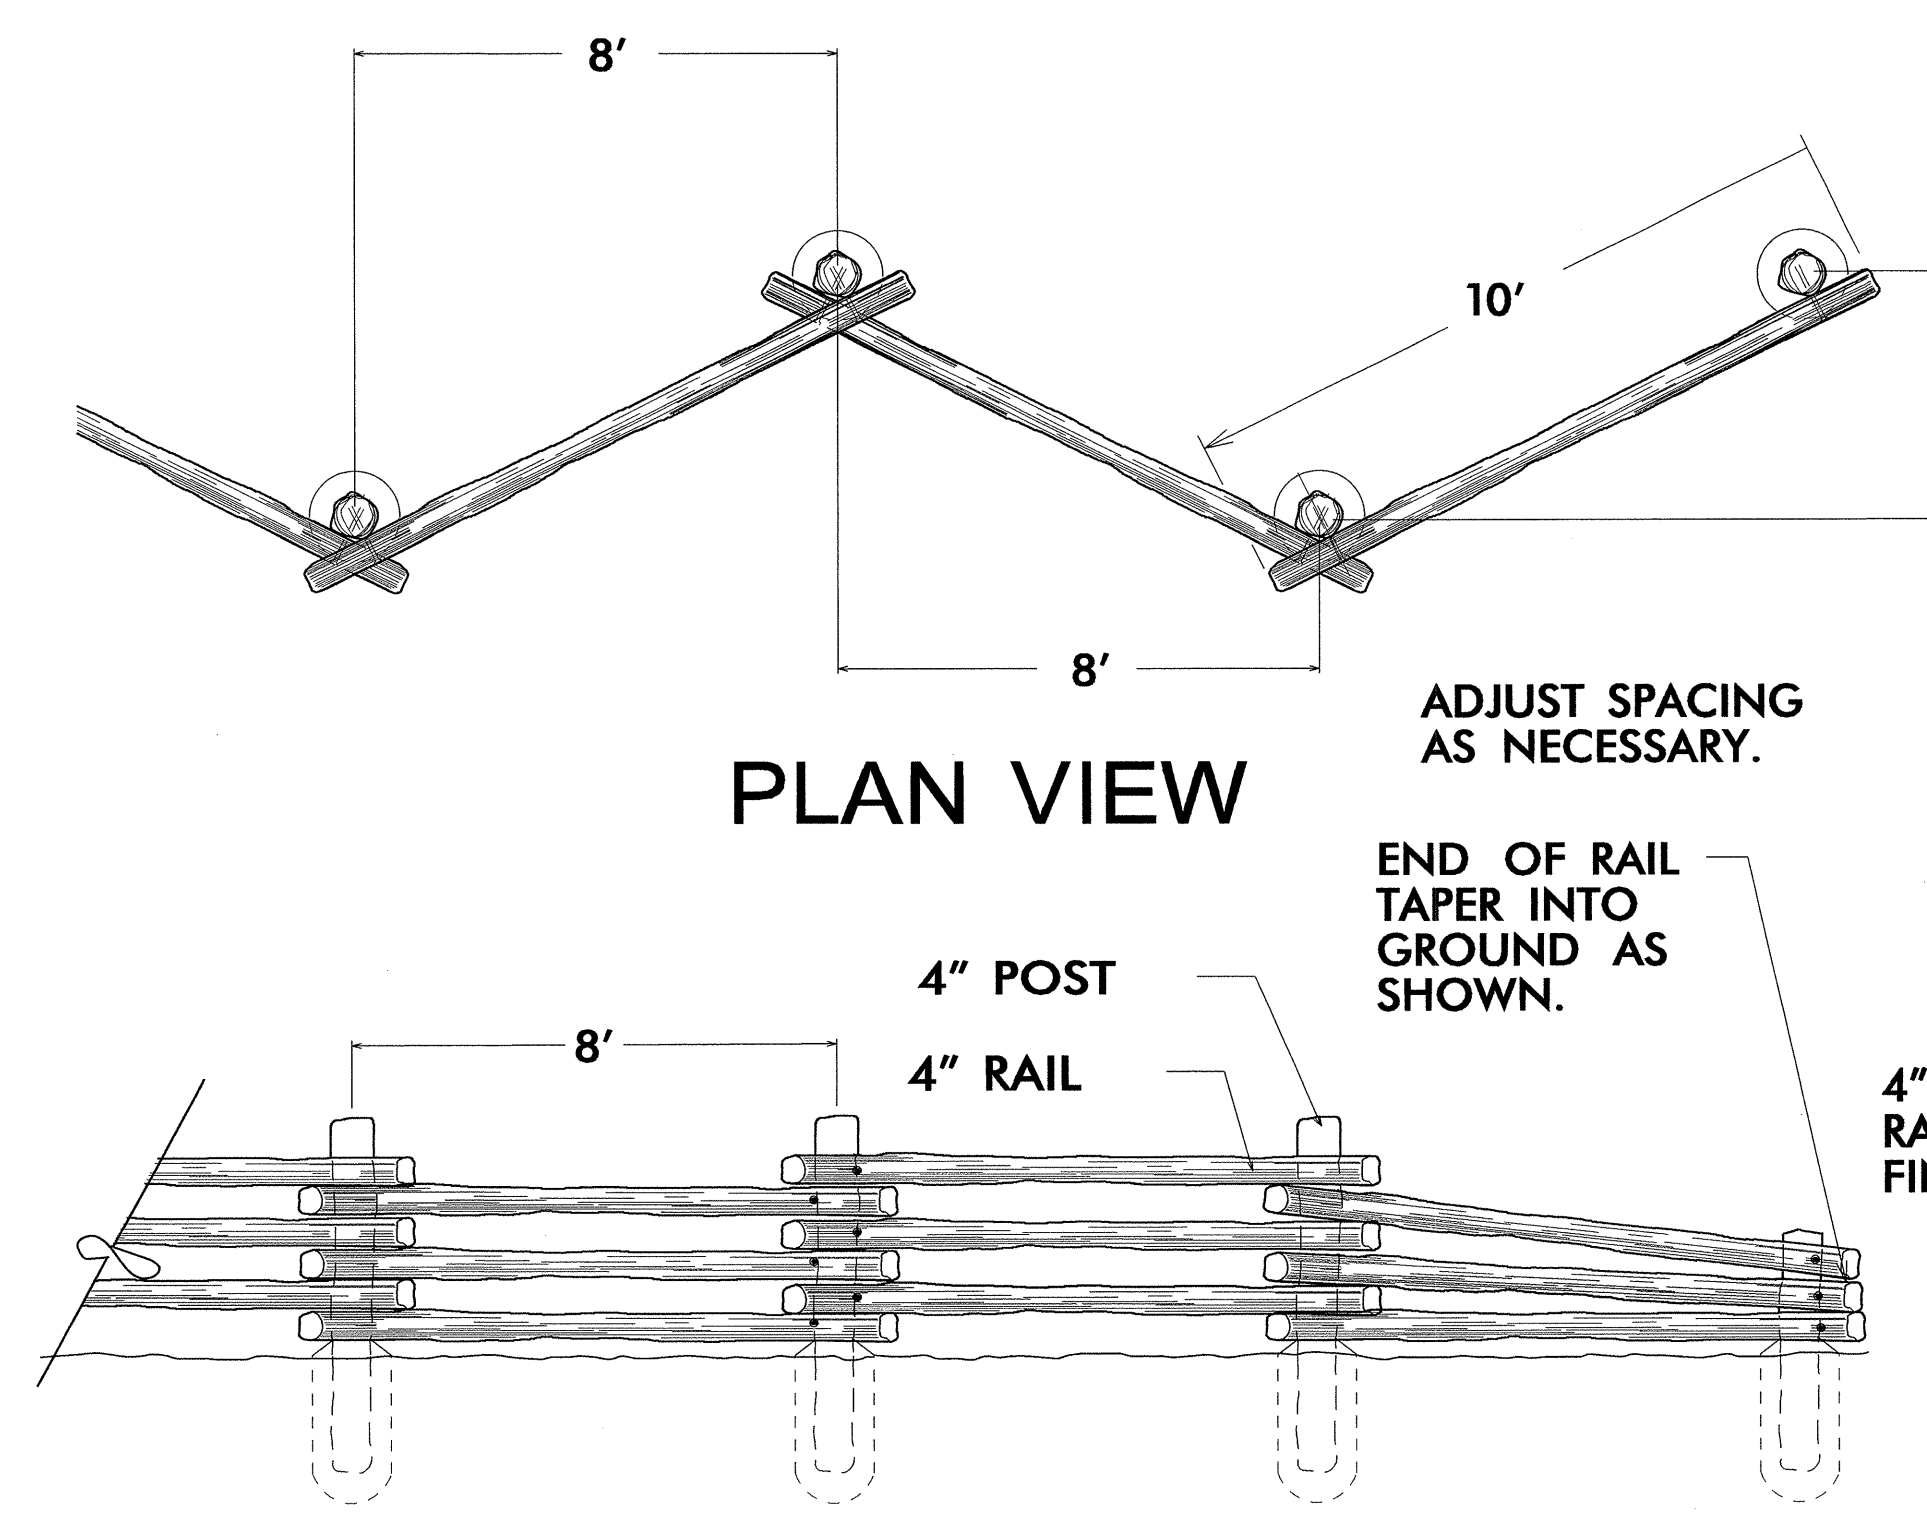 8′
10′
8′
ADJUST SPACING
AS NECESSARY.
PLAN VIEW
END OF RAIL
TAPER INTO
GROUND AS
SHOWN.
4″ POST
8′
4″ RAIL
4″